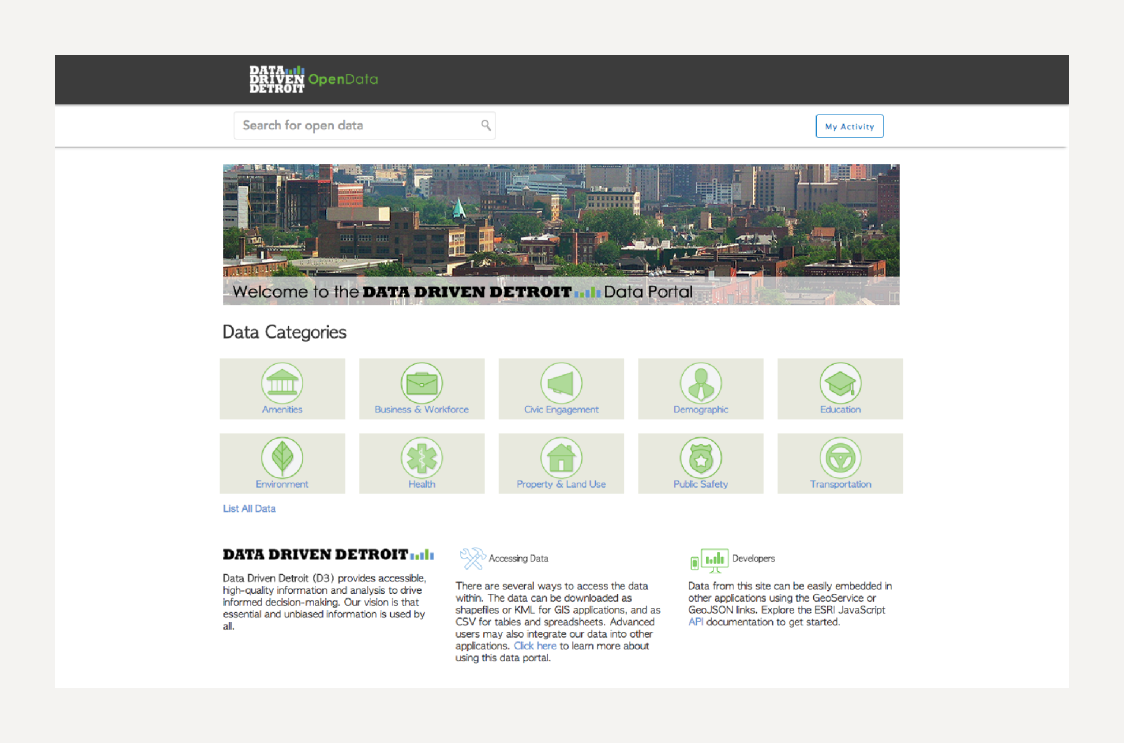 DATA
DRIVEN
DETROIT
OpenData
Search for open data
My Activity
Welcome to the DATA DRIVEN DETROIT Data Portal
Data Categories
Amenities
Business & Workforce
Civic Engagement
Demographic
Education
Environment
Health
Property & Land Use
Public Safety
Transportation
List All Data
DATA DRIVEN DETROIT
Data Driven Detroit (D3) provides accessible,
high-quality information and analysis to drive
informed decision-making. Our vision is that
essential and unbiased information is used by
all.
Accessing Data
There are several ways to access the data
within. The data can be downloaded as
shapefiles or KML for GIS applications, and as
CSV for tables and spreadsheets. Advanced
users may also integrate our data into other
applications. Click here to learn more about
using this data portal.
Developers
Data from this site can be easily embedded in
other applications using the GeoService or
GeoJSON links. Explore the ESRI JavaScript
API documentation to get started.